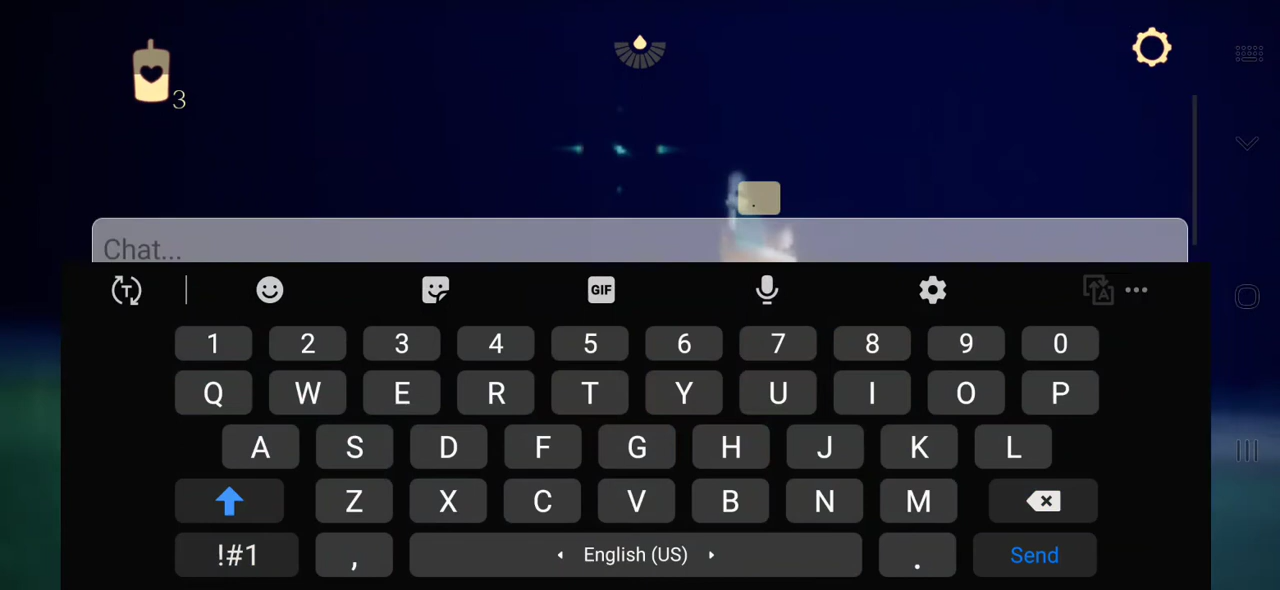 3
.
Chat...
T GIF A
1 2 3 4 5 6 7 8 9 0
Q W E R T Y U I O P
A S D F G H J K L
Z X C V B N M
!#1 , English (US) . Send